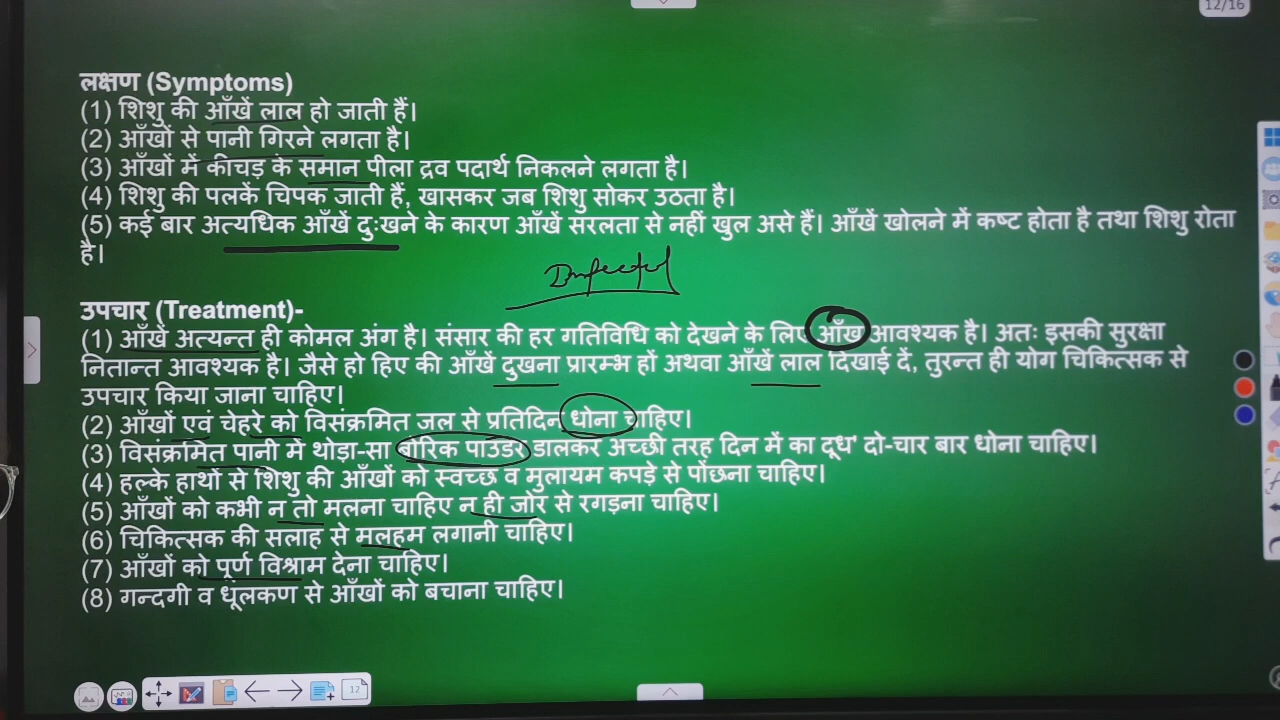 12/16
लक्षण (Symptoms)
(1) शिशु की आँखें लाल हो जाती हैं।
(2) आँखों से पानी गिरने लगता है।
(3) आँखों में कीचड़ के समान पीला द्रव पदार्थ निकलने लगता है।
(4) शिशु की पलकें चिपक जाती हैं, खासकर जब शिशु सोकर उठता है।
(5) कई बार अत्यधिक आँखें दुःखने के कारण आँखें सरलता से नहीं खुल असे हैं। आँखें खोलने में कष्ट होता है तथा शिशु रोता
है।
उपचार (Treatment)-
(1) आँखें अत्यन्त ही कोमल अंग है। संसार की हर गतिविधि को देखने के लिए आँख आवश्यक है। अतः इसकी सुरक्षा
नितान्त आवश्यक है। जैसे हो हिए की आँखें दुखना प्रारम्भ हों अथवा आँखें लाल दिखाई दें, तुरन्त ही योग चिकित्सक से
उपचार किया जाना चाहिए।
(2) आँखों एवं चेहरे को विसंक्रमित जल से प्रतिदिन धोना चाहिए।
(3) विसंक्रमित पानी में थोड़ा-सा बोरिक पाउडर डालकर अच्छी तरह दिन में का दूध' दो-चार बार धोना चाहिए।
(4) हल्के हाथों से शिशु की आँखों को स्वच्छ व मुलायम कपड़े से पोंछना चाहिए।
(5) आँखों को कभी न तो मलना चाहिए न ही जोर से रगड़ना चाहिए।
(6) चिकित्सक की सलाह से मलहम लगानी चाहिए।
(7) आँखों को पूर्ण विश्राम देना चाहिए।
(8) गन्दगी व धूलकण से आँखों को बचाना चाहिए।
12